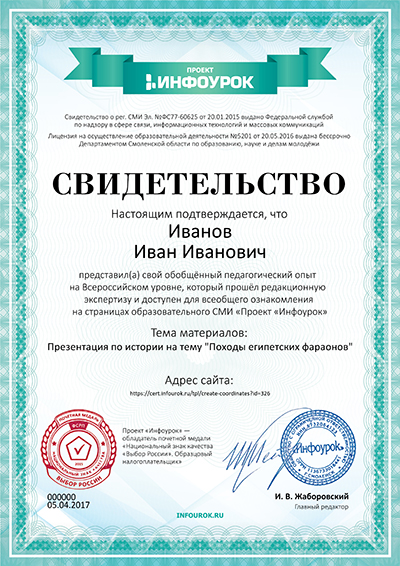 ПРОЕКТ
ИНФОУРОК
Свидетельство о рег. СМИ Эл. №ФС77-60625 от 20.01.2015 выдано Федеральной службой
по надзору в сфере связи, информационных технологий и массовых коммуникаций
Лицензия на осуществление образовательной деятельности №5201 от 20.05.2016 выдана бессрочно
Департаментом Смоленской области по образованию, науче и делам молодёжи
СВИДЕТЕЛЬСТВО
Настоящим подтверждается, что
Иванов
Иван Иванович
представил(а) свой обобщённый педагогический опыт
на Всероссийском уровне, который прошёл редакционную
экспертизу и доступен для всеобщего ознакомления
на страницах образовательного СМИ «Проект «Инфоурок»
Тема материалов:
Презентация по истории на тему "Походы египетских фараонов"
Адрес сайта:
https://cert.infourok.ru/tpl/create-coordinates?id=326
ПОЧЕТНАЯ МЕДАЛЬ
ФСЛП
2015
ВЫБОР РОССИИ
Проект «Инфоурок» —
обладатель почетной медали
«Национальный знак качества
«Выбор России». Образцовый
налогоплательщик»
«Инфоурок»
000000
05.04.2017
И. В. Жаборовский
Главный редактор
INFOUROK.RU